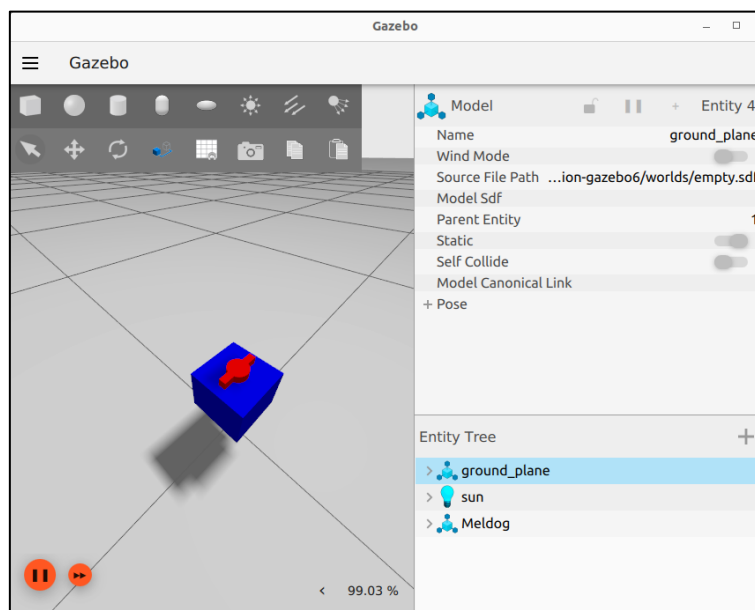 Gazebo
Gazebo
Model Entity 4
Name ground_plane
Wind Mode
Source File Path ...ion-gazebo6/worlds/empty.sdf
Model Sdf
Parent Entity 1
Static
Self Collide
Model Canonical Link
+ Pose
Entity Tree
ground_plane
sun
Meldog
< 99.03 %